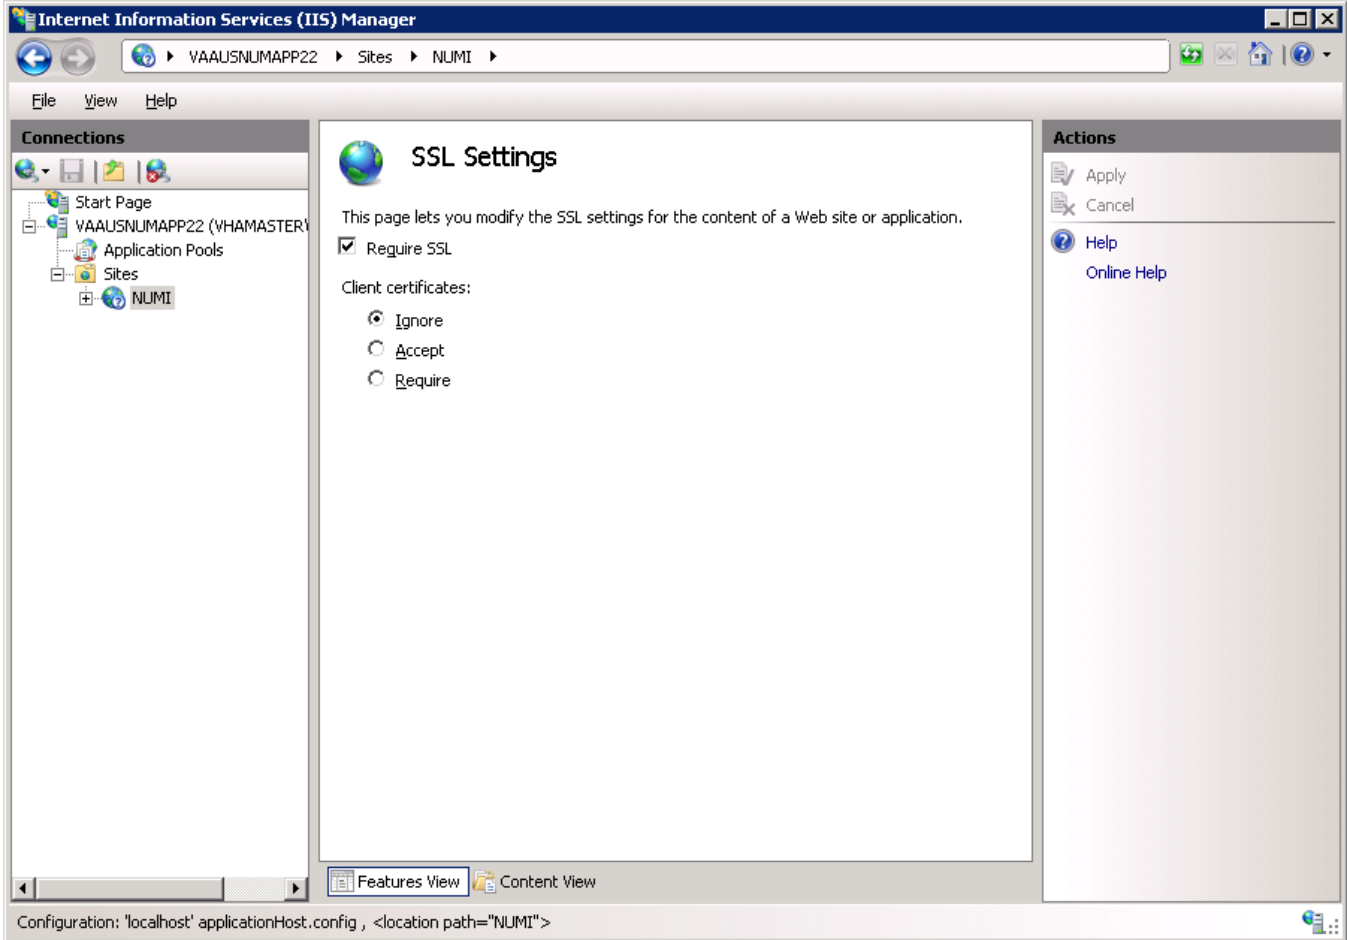 Internet Information Services (IIS) Manager
VAAUSNUMAPP22 Sites NUMI
File View Help
Connections
Start Page
VAAUSNUMAPP22 (VHAMASTER\
Application Pools
Sites
NUMI
SSL Settings
This page lets you modify the SSL settings for the content of a Web site or application.
Require SSL
Client certificates:
Ignore
Accept
Require
Features View Content View
Actions
Apply
Cancel
Help
Online Help
Configuration: 'localhost' applicationHost.config , <location path="NUMI">